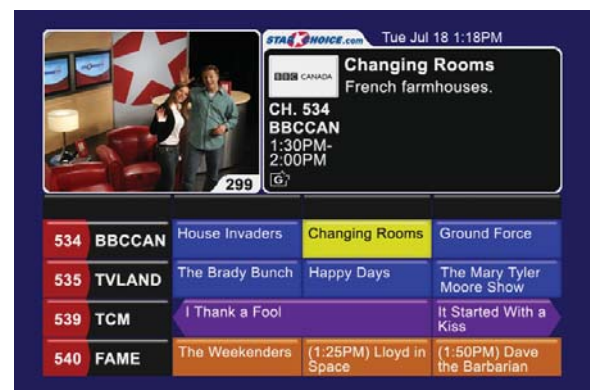 STAR CHOICE.com
Tue Jul 18 1:18PM
BBC CANADA
Changing Rooms
French farmhouses.
CH. 534
BBCCAN
1:30PM-
2:00PM
G
299
534 BBCCAN House Invaders Changing Rooms Ground Force
535 TVLAND The Brady Bunch Happy Days The Mary Tyler
Moore Show
539 TCM I Thank a Fool It Started With a
Kiss
540 FAME The Weekenders (1:25PM) Lloyd in
Space
(1:50PM) Dave
the Barbarian